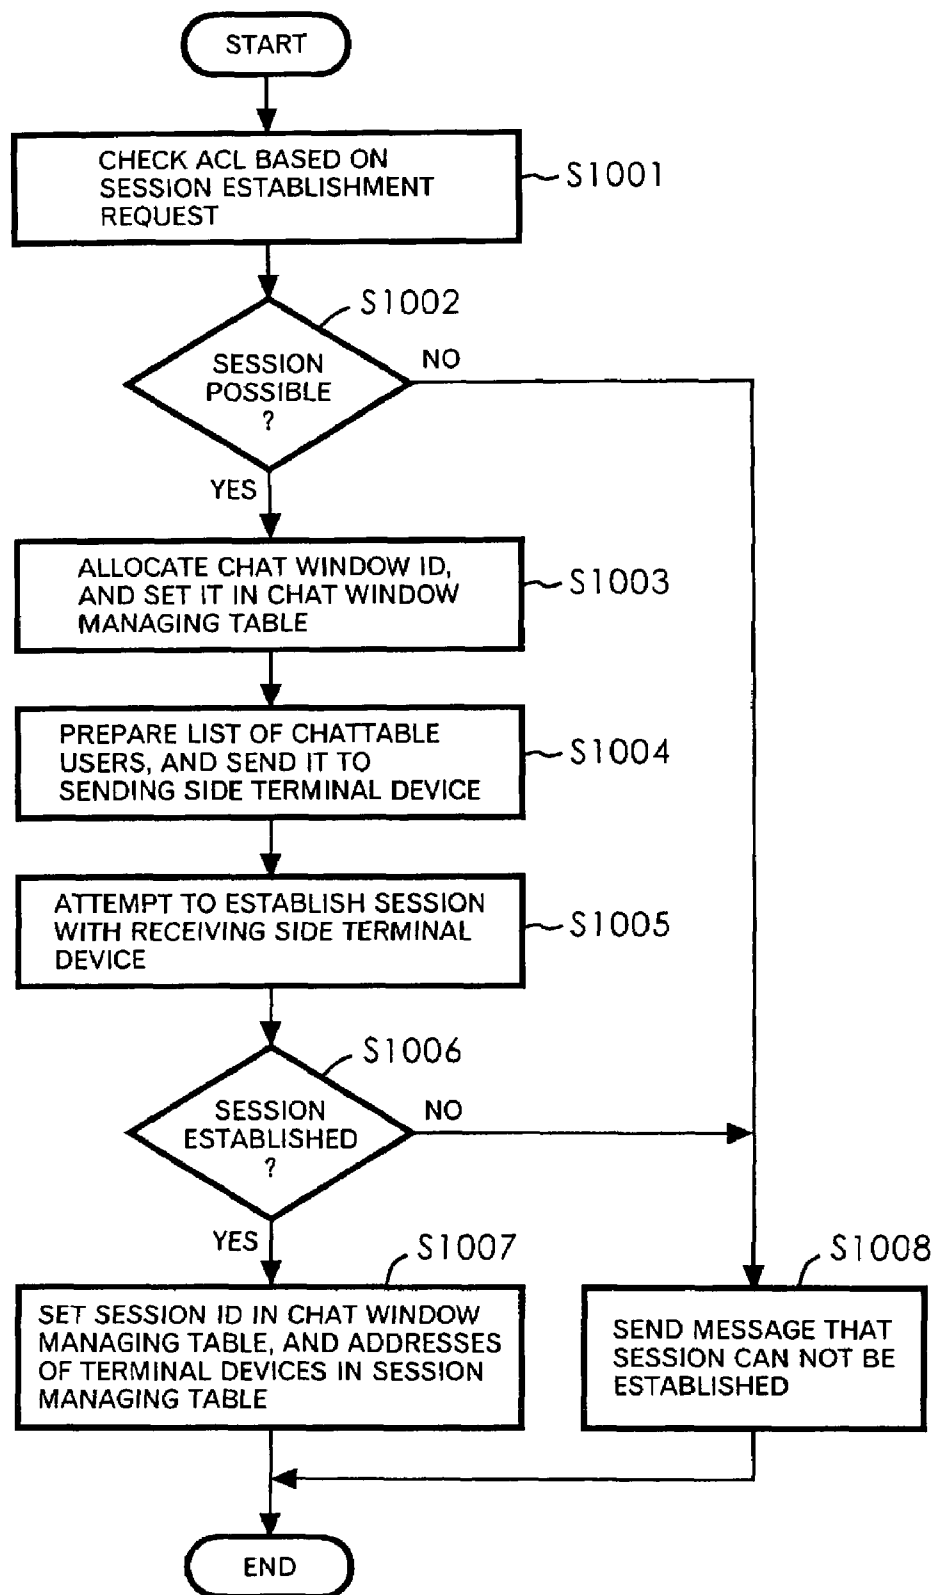 START
CHECK ACL BASED ON
SESSION ESTABLISHMENT
REQUEST
S1001
S1002
SESSION
POSSIBLE
?
NO
YES
ALLOCATE CHAT WINDOW ID,
AND SET IT IN CHAT WINDOW
MANAGING TABLE
S1003
PREPARE LIST OF CHATTABLE
USERS, AND SEND IT TO
SENDING SIDE TERMINAL DEVICE
S1004
ATTEMPT TO ESTABLISH SESSION
WITH RECEIVING SIDE TERMINAL
DEVICE
S1005
S1006
SESSION
ESTABLISHED
?
NO
YES
S1007
SET SESSION ID IN CHAT WINDOW
MANAGING TABLE, AND ADDRESSES
OF TERMINAL DEVICES IN SESSION
MANAGING TABLE
S1008
SEND MESSAGE THAT
SESSION CAN NOT BE
ESTABLISHED
END